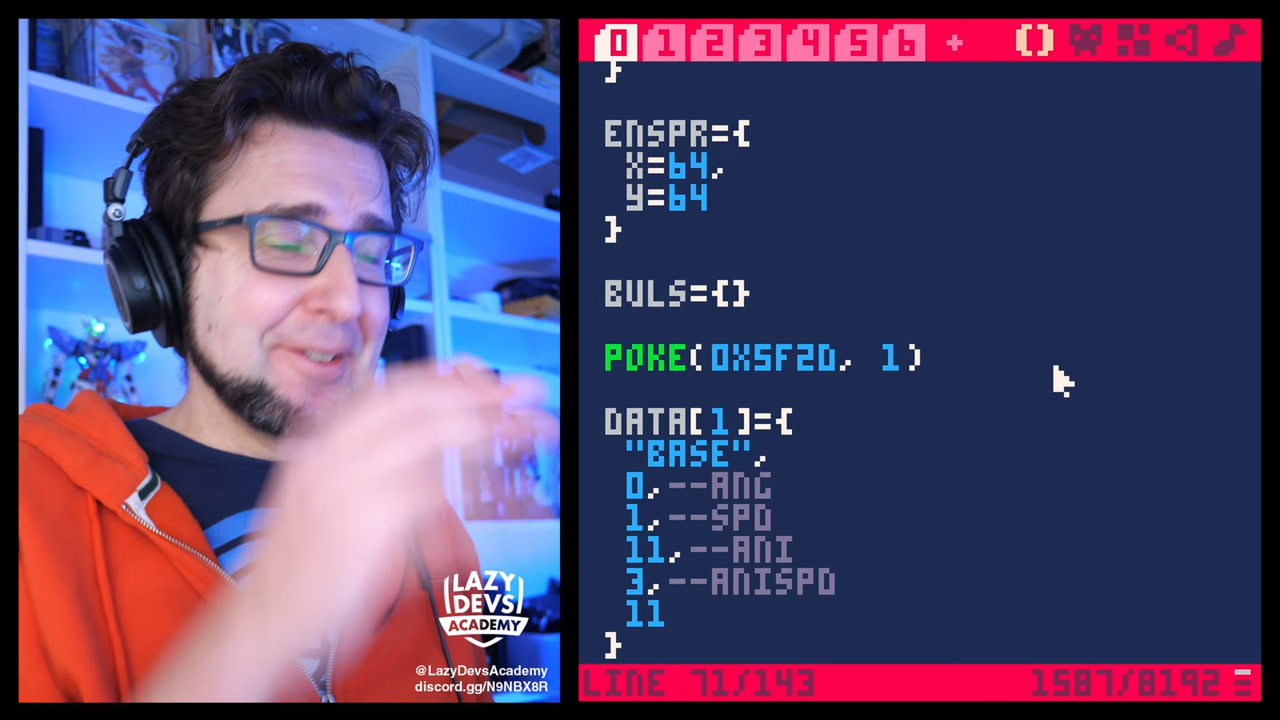 LAZY
DEVS
ACADEMY
@LazyDevsAcademy
discord.gg/N9NBX8R
0 1 2 3 4 5 6 +
}
ENSPR={
X=64,
Y=64
}
BULS={}
POKE(0X5F2D, 1)
DATA[1]={
"BASE",
0,--ANG
1,--SPD
11,--ANI
3,--ANISPD
11
}
LINE 71/143
1587/8192